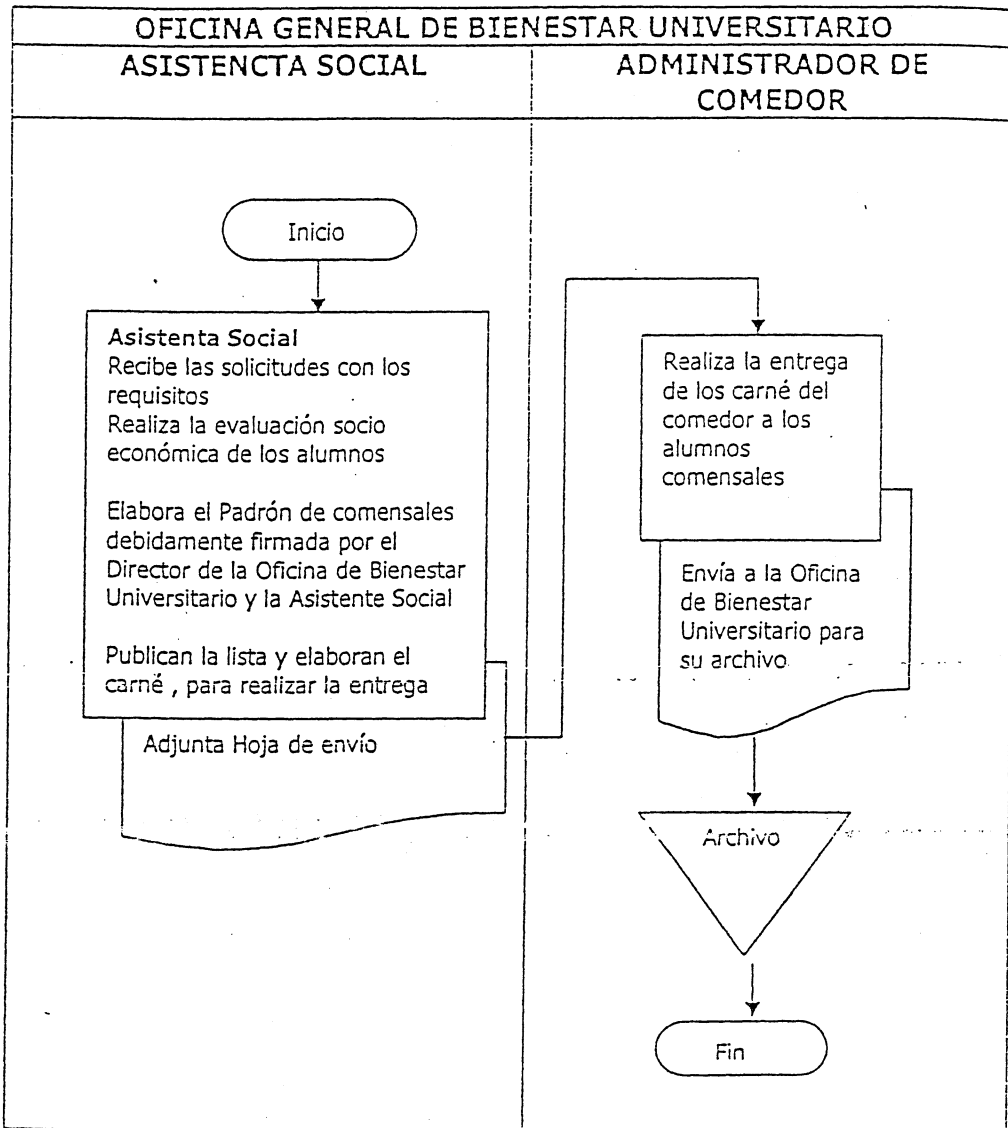 OFICINA GENERAL DE BIENESTAR UNIVERSITARIO
ASISTENCTA SOCIAL
ADMINISTRADOR DE
COMEDOR
Inicio
Asistenta Social
Recibe las solicitudes con los
requisitos
Realiza la evaluación socio
económica de los alumnos
Elabora el Padrón de comensales
debidamente firmada por el
Director de la Oficina de Bienestar
Universitario y la Asistente Social
Publican la lista y elaboran el
carné , para realizar la entrega
Adjunta Hoja de envío
Realiza la entrega
de los carné del
comedor a los
alumnos
comensales
Envía a la Oficina
de Bienestar
Universitario para
su archivo
Archivo
Fin